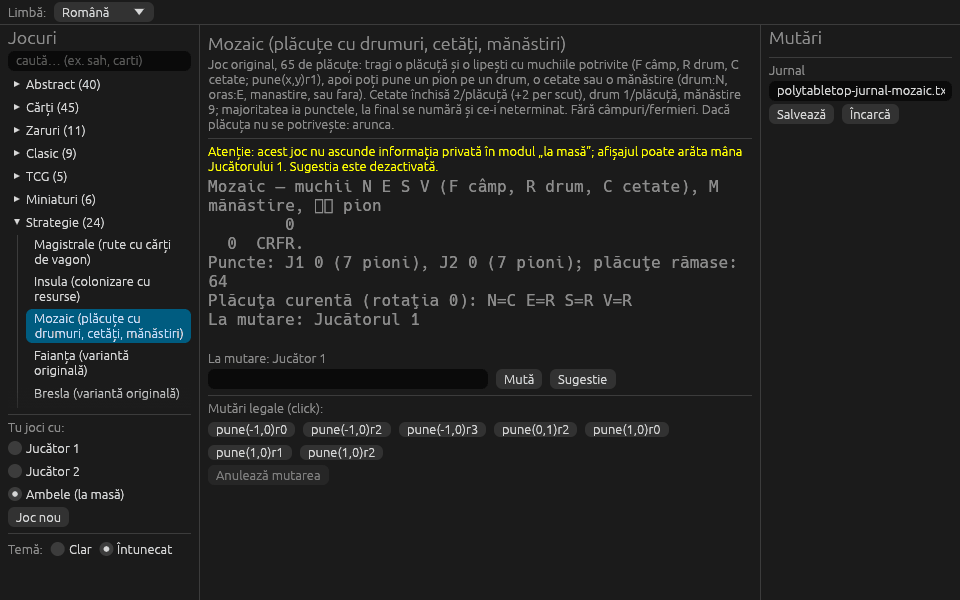 Limbă: Română
Jocuri
caută... (ex. sah, carti)
Abstract (40)
Cărți (45)
Zaruri (11)
Clasic (9)
TCG (5)
Miniaturi (6)
Strategie (24)
Magistrale (rute cu cărți
de vagon)
Insula (colonizare cu
resurse)
Mozaic (plăcuțe cu
drumuri, cetăți, mănăstiri)
Faianța (variantă
originală)
Bresla (variantă originală)
Tu joci cu:
Jucător 1
Jucător 2
Ambele (la masă)
Joc nou
Temă: Clar Întunecat
Mozaic (plăcuțe cu drumuri, cetăți, mănăstiri)
Joc original, 65 de plăcuțe: tragi o plăcuță și o lipești cu muchiile potrivite (F câmp, R drum, C
cetate; pune(x,y)r1), apoi poți pune un pion pe un drum, o cetate sau o mănăstire (drum:N,
oras:E, manastire, sau fara). Cetate închisă 2/plăcuță (+2 per scut), drum 1/plăcuță, mănăstire
9; majoritatea ia punctele, la final se numără și ce-i neterminat. Fără câmpuri/fermieri. Dacă
plăcuța nu se potrivește: arunca.
Atenție: acest joc nu ascunde informația privată în modul „la masă”; afișajul poate arăta mâna
Jucătorului 1. Sugestia este dezactivată.
Mozaic — muchii N E S V (F câmp, R drum, C cetate), M
mănăstire, pion
0
0 CRFR.
Puncte: J1 0 (7 pioni), J2 0 (7 pioni); plăcuţe rămase:
64
Plăcuţa curentă (rotaţia 0): N=C E=R S=R V=R
La mutare: Jucătorul 1
La mutare: Jucător 1
Mută Sugestie
Mutări legale (click):
pune(-1,0)r0 pune(-1,0)r2 pune(-1,0)r3 pune(0,1)r2 pune(1,0)r0
pune(1,0)r1 pune(1,0)r2
Anulează mutarea
Mutări
Jurnal
polytabletop-jurnal-mozaic.tx
Salvează Încarcă